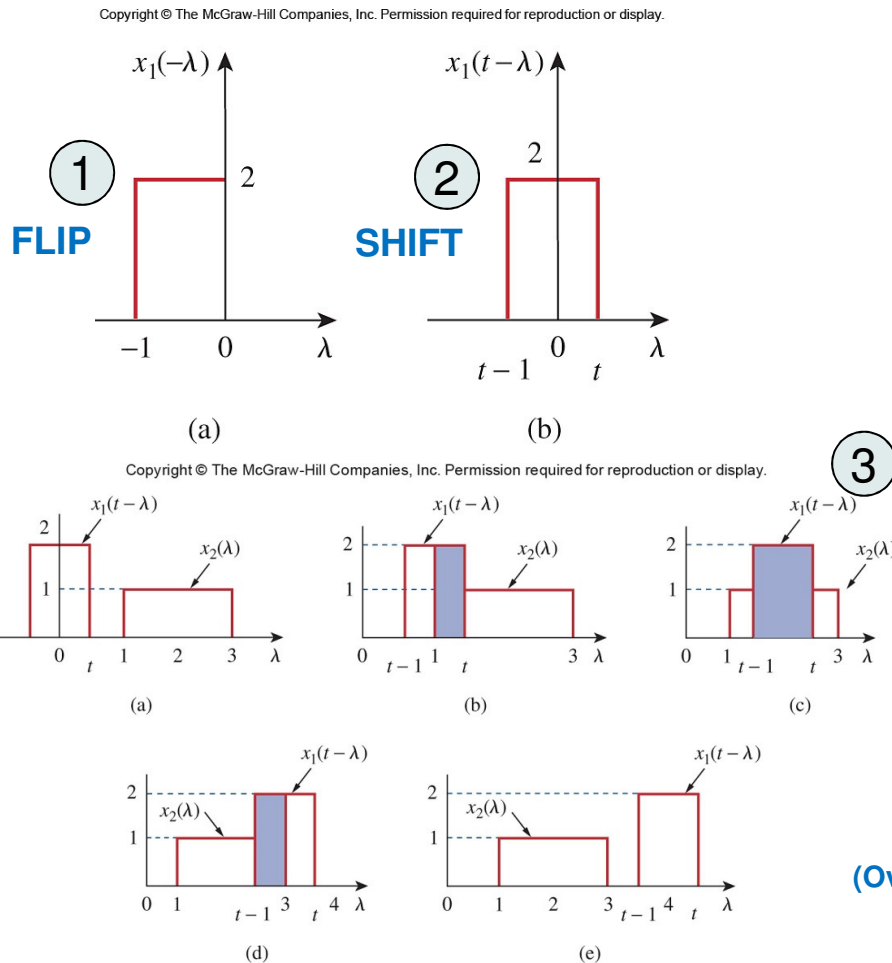 Copyright © The McGraw-Hill Companies, Inc. Permission required for reproduction or display.
x₁(−λ)
x₁(t − λ)
1
2
2
2
FLIP
SHIFT
−1 0 λ
t − 1 0 t λ
(a)
(b)
Copyright © The McGraw-Hill Companies, Inc. Permission required for reproduction or display.
3
x₁(t − λ)
2
x₂(λ)
1
0 t 1 2 3 λ
(a)
x₁(t − λ)
2
x₂(λ)
1
0 t − 1 1 t 3 λ
(b)
x₁(t − λ)
2
x₂(λ
1
0 1 t − 1 t 3 λ
(c)
x₁(t − λ)
2
x₂(λ)
1
0 1 t − 1 3 t 4 λ
(d)
x₁(t − λ)
2
x₂(λ)
1
0 1 2 3 t − 1 4 t λ
(e)
(Ov